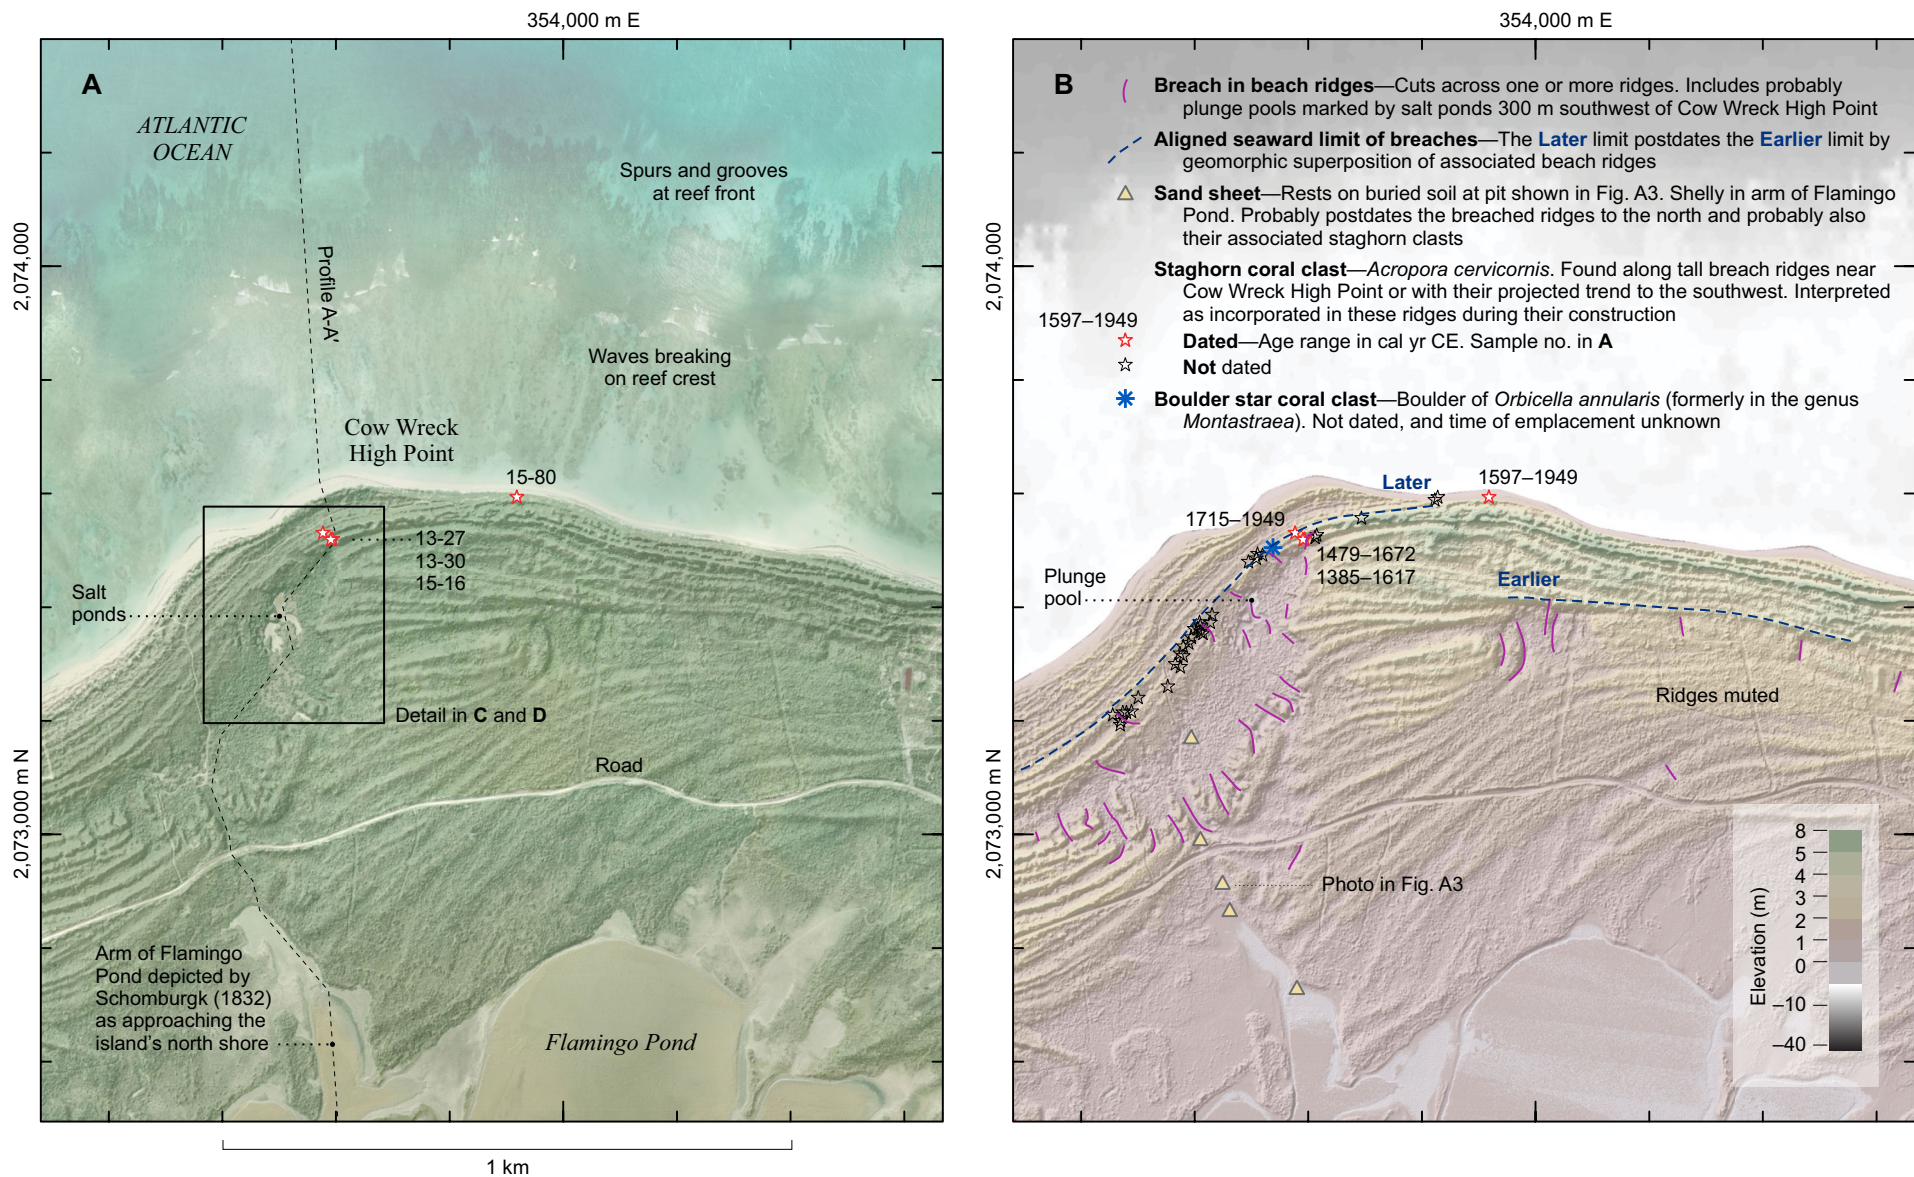 354,000 m E
A
ATLANTIC
OCEAN
Spurs and grooves
at reef front
2,074,000
Profile A-A′
Waves breaking
on reef crest
Cow Wreck
High Point
15-80
13-27
13-30
15-16
Salt
ponds
Detail in C and D
Road
2,073,000 m N
Arm of Flamingo
Pond depicted by
Schomburgk (1832)
as approaching the
island's north shore
Flamingo Pond
1 km
354,000 m E
B
Breach in beach ridges—Cuts across one or more ridges. Includes probably
plunge pools marked by salt ponds 300 m southwest of Cow Wreck High Point
Aligned seaward limit of breaches—The Later limit postdates the Earlier limit by
geomorphic superposition of associated beach ridges
Sand sheet—Rests on buried soil at pit shown in Fig. A3. Shelly in arm of Flamingo
Pond. Probably postdates the breached ridges to the north and probably also
their associated staghorn clasts
Staghorn coral clast—Acropora cervicornis. Found along tall breach ridges near
Cow Wreck High Point or with their projected trend to the southwest. Interpreted
as incorporated in these ridges during their construction
1597–1949
Dated—Age range in cal yr CE. Sample no. in A
Not dated
Boulder star coral clast—Boulder of Orbicella annularis (formerly in the genus
Montastraea). Not dated, and time of emplacement unknown
2,074,000
Later
1597–1949
1715–1949
1479–1672
1385–1617
Plunge
pool
Earlier
Ridges muted
2,073,000 m N
Photo in Fig. A3
Elevation (m)
8
5
4
3
2
1
0
–10
–40